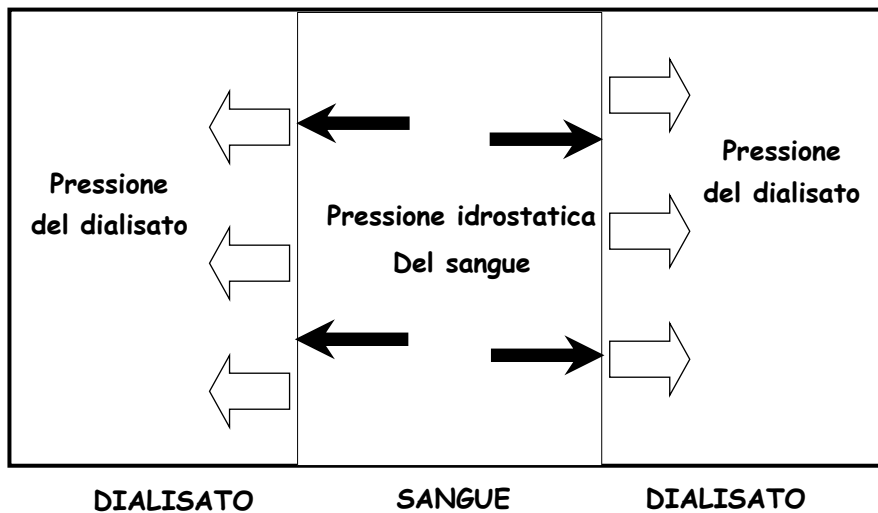 Pressione
del dialisato
Pressione idrostatica
Del sangue
Pressione
del dialisato
DIALISATO
SANGUE
DIALISATO